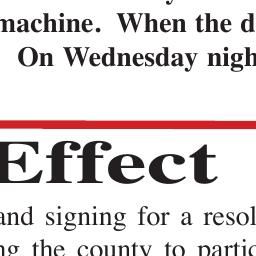 machine. When the d
On Wednesday nigh
Effect
and signing for a resol
ng the county to partic